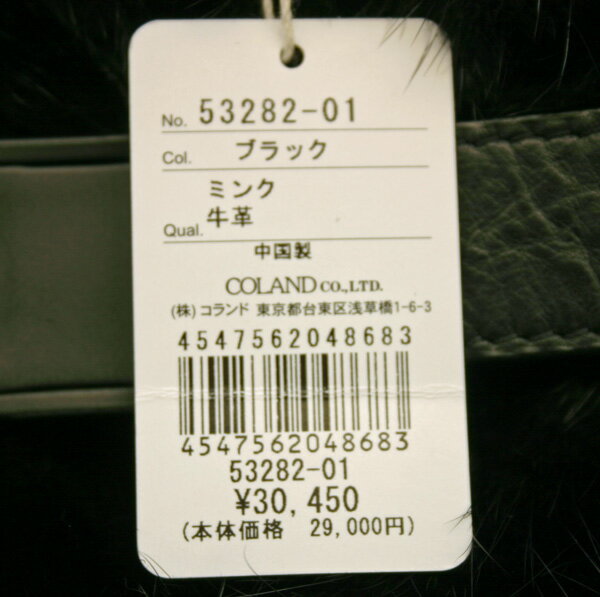 No. 53282-01
Col. ブラック
ミンク
Qual. 牛革
中国製
COLAND CO.,LTD.
(株) コランド 東京都台東区浅草橋1-6-3
4547562048683
4547562048683
53282-01
¥30,450
(本体価格 29,000円)